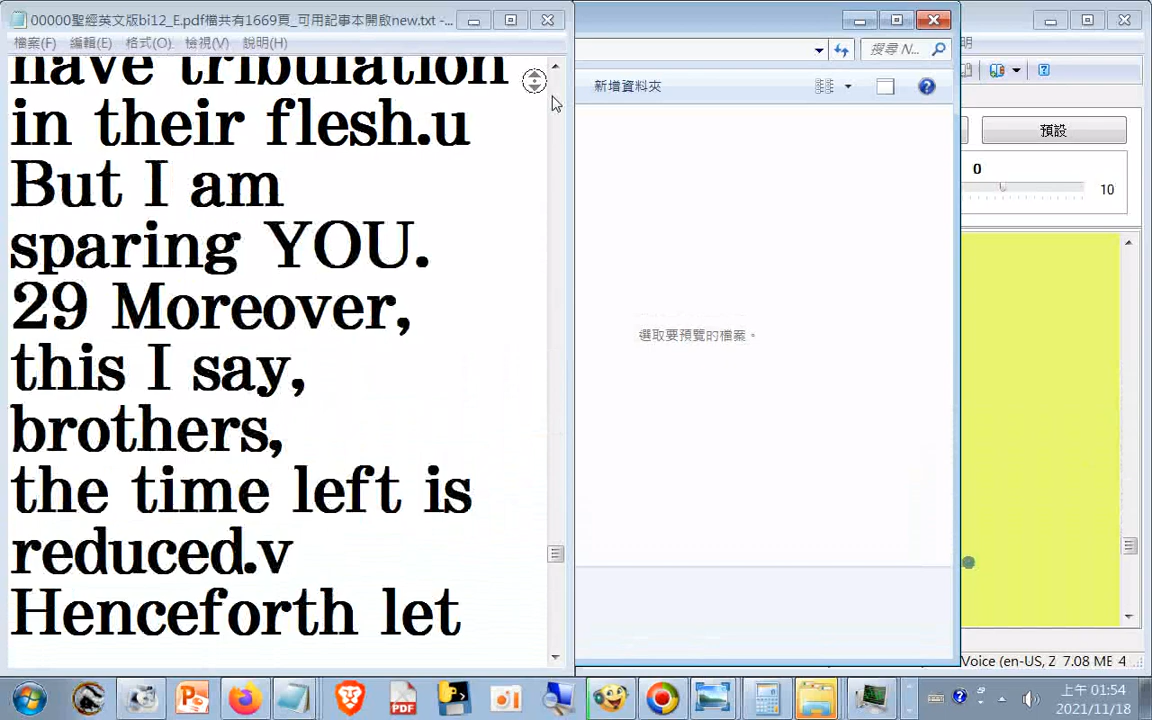 00000聖經英文版bi12_E.pdf檔共有1669頁_可用記事本開啟new.txt -...
檔案(F) 編輯(E) 格式(O) 檢視(V) 說明(H)
have tribulation
in their flesh.u
But I am
sparing YOU.
29 Moreover,
this I say,
brothers,
the time left is
reduced.v
Henceforth let
搜尋 N...
新增資料夾
選取要預覽的檔案。
明
預設
0
10
Voice (en-US, Z 7.08 ME 4
PDF
上午 01:54
2021/11/18